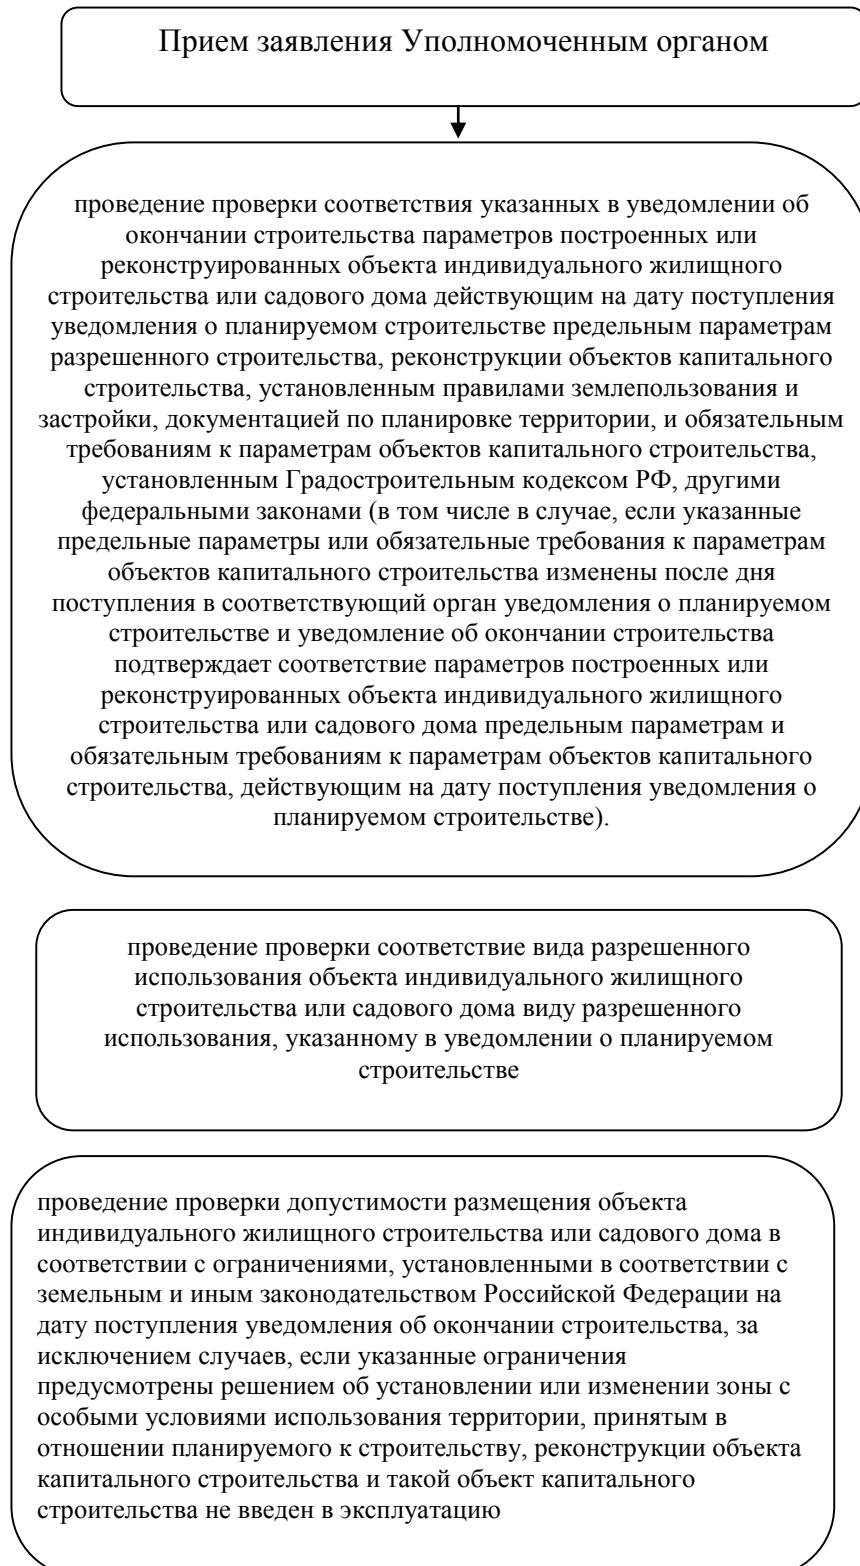 Прием заявления Уполномоченным органом
проведение проверки соответствия указанных в уведомлении об
окончании строительства параметров построенных или
реконструированных объекта индивидуального жилищного
строительства или садового дома действующим на дату поступления
уведомления о планируемом строительстве предельным параметрам
разрешенного строительства, реконструкции объектов капитального
строительства, установленным правилами землепользования и
застройки, документацией по планировке территории, и обязательным
требованиям к параметрам объектов капитального строительства,
установленным Градостроительным кодексом РФ, другими
федеральными законами (в том числе в случае, если указанные
предельные параметры или обязательные требования к параметрам
объектов капитального строительства изменены после дня
поступления в соответствующий орган уведомления о планируемом
строительстве и уведомление об окончании строительства
подтверждает соответствие параметров построенных или
реконструированных объекта индивидуального жилищного
строительства или садового дома предельным параметрам и
обязательным требованиям к параметрам объектов капитального
строительства, действующим на дату поступления уведомления о
планируемом строительстве).
проведение проверки соответствие вида разрешенного
использования объекта индивидуального жилищного
строительства или садового дома виду разрешенного
использования, указанному в уведомлении о планируемом
строительстве
проведение проверки допустимости размещения объекта
индивидуального жилищного строительства или садового дома в
соответствии с ограничениями, установленными в соответствии с
земельным и иным законодательством Российской Федерации на
дату поступления уведомления об окончании строительства, за
исключением случаев, если указанные ограничения
предусмотрены решением об установлении или изменении зоны с
особыми условиями использования территории, принятым в
отношении планируемого к строительству, реконструкции объекта
капитального строительства и такой объект капитального
строительства не введен в эксплуатацию